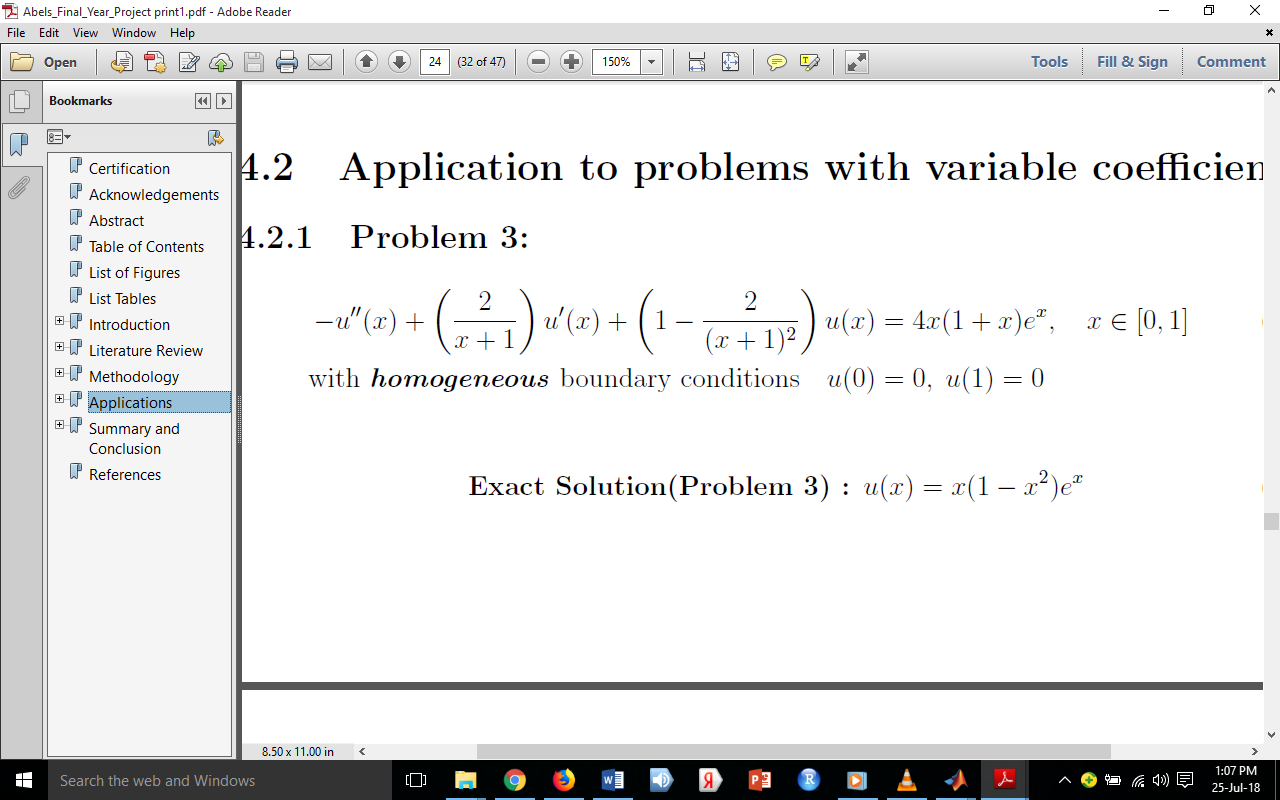 Abels_Final_Year_Project print1.pdf - Adobe Reader
File Edit View Window Help
Open 24 (32 of 47) 150% Tools Fill & Sign Comment
Bookmarks
Certification
Acknowledgements
Abstract
Table of Contents
List of Figures
List Tables
Introduction
Literature Review
Methodology
Applications
Summary and
Conclusion
References
4.2 Application to problems with variable coefficien
4.2.1 Problem 3:
−u″(x) + (2/(x + 1)) u′(x) + (1 − 2/(x + 1)²) u(x) = 4x(1 + x)eˣ, x ∈ [0, 1]
with homogeneous boundary conditions u(0) = 0, u(1) = 0
Exact Solution(Problem 3) : u(x) = x(1 − x²)eˣ
8.50 x 11.00 in
Search the web and Windows
1:07 PM
25-Jul-18